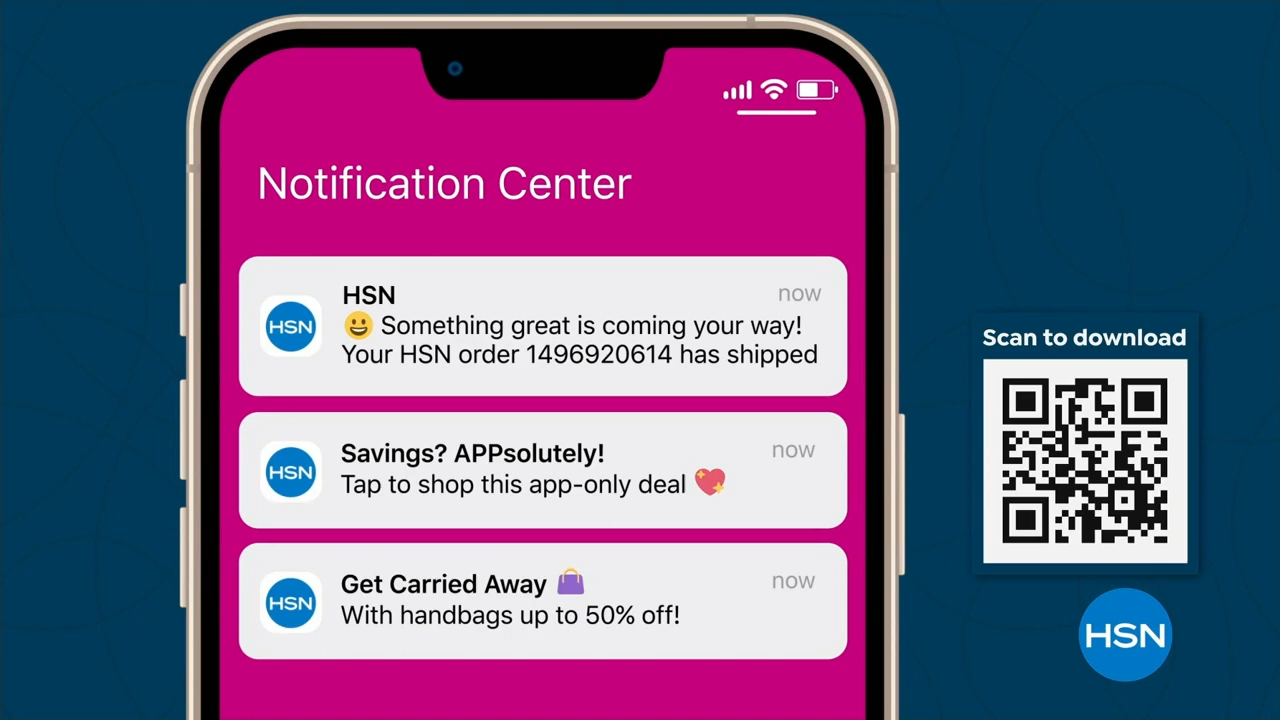 Notification Center
HSN
now
HSN
😀 Something great is coming your way!
Your HSN order 1496920614 has shipped
HSN
Savings? APPsolutely!
now
Tap to shop this app-only deal 💖
HSN
Get Carried Away 👜
now
With handbags up to 50% off!
Scan to download
HSN